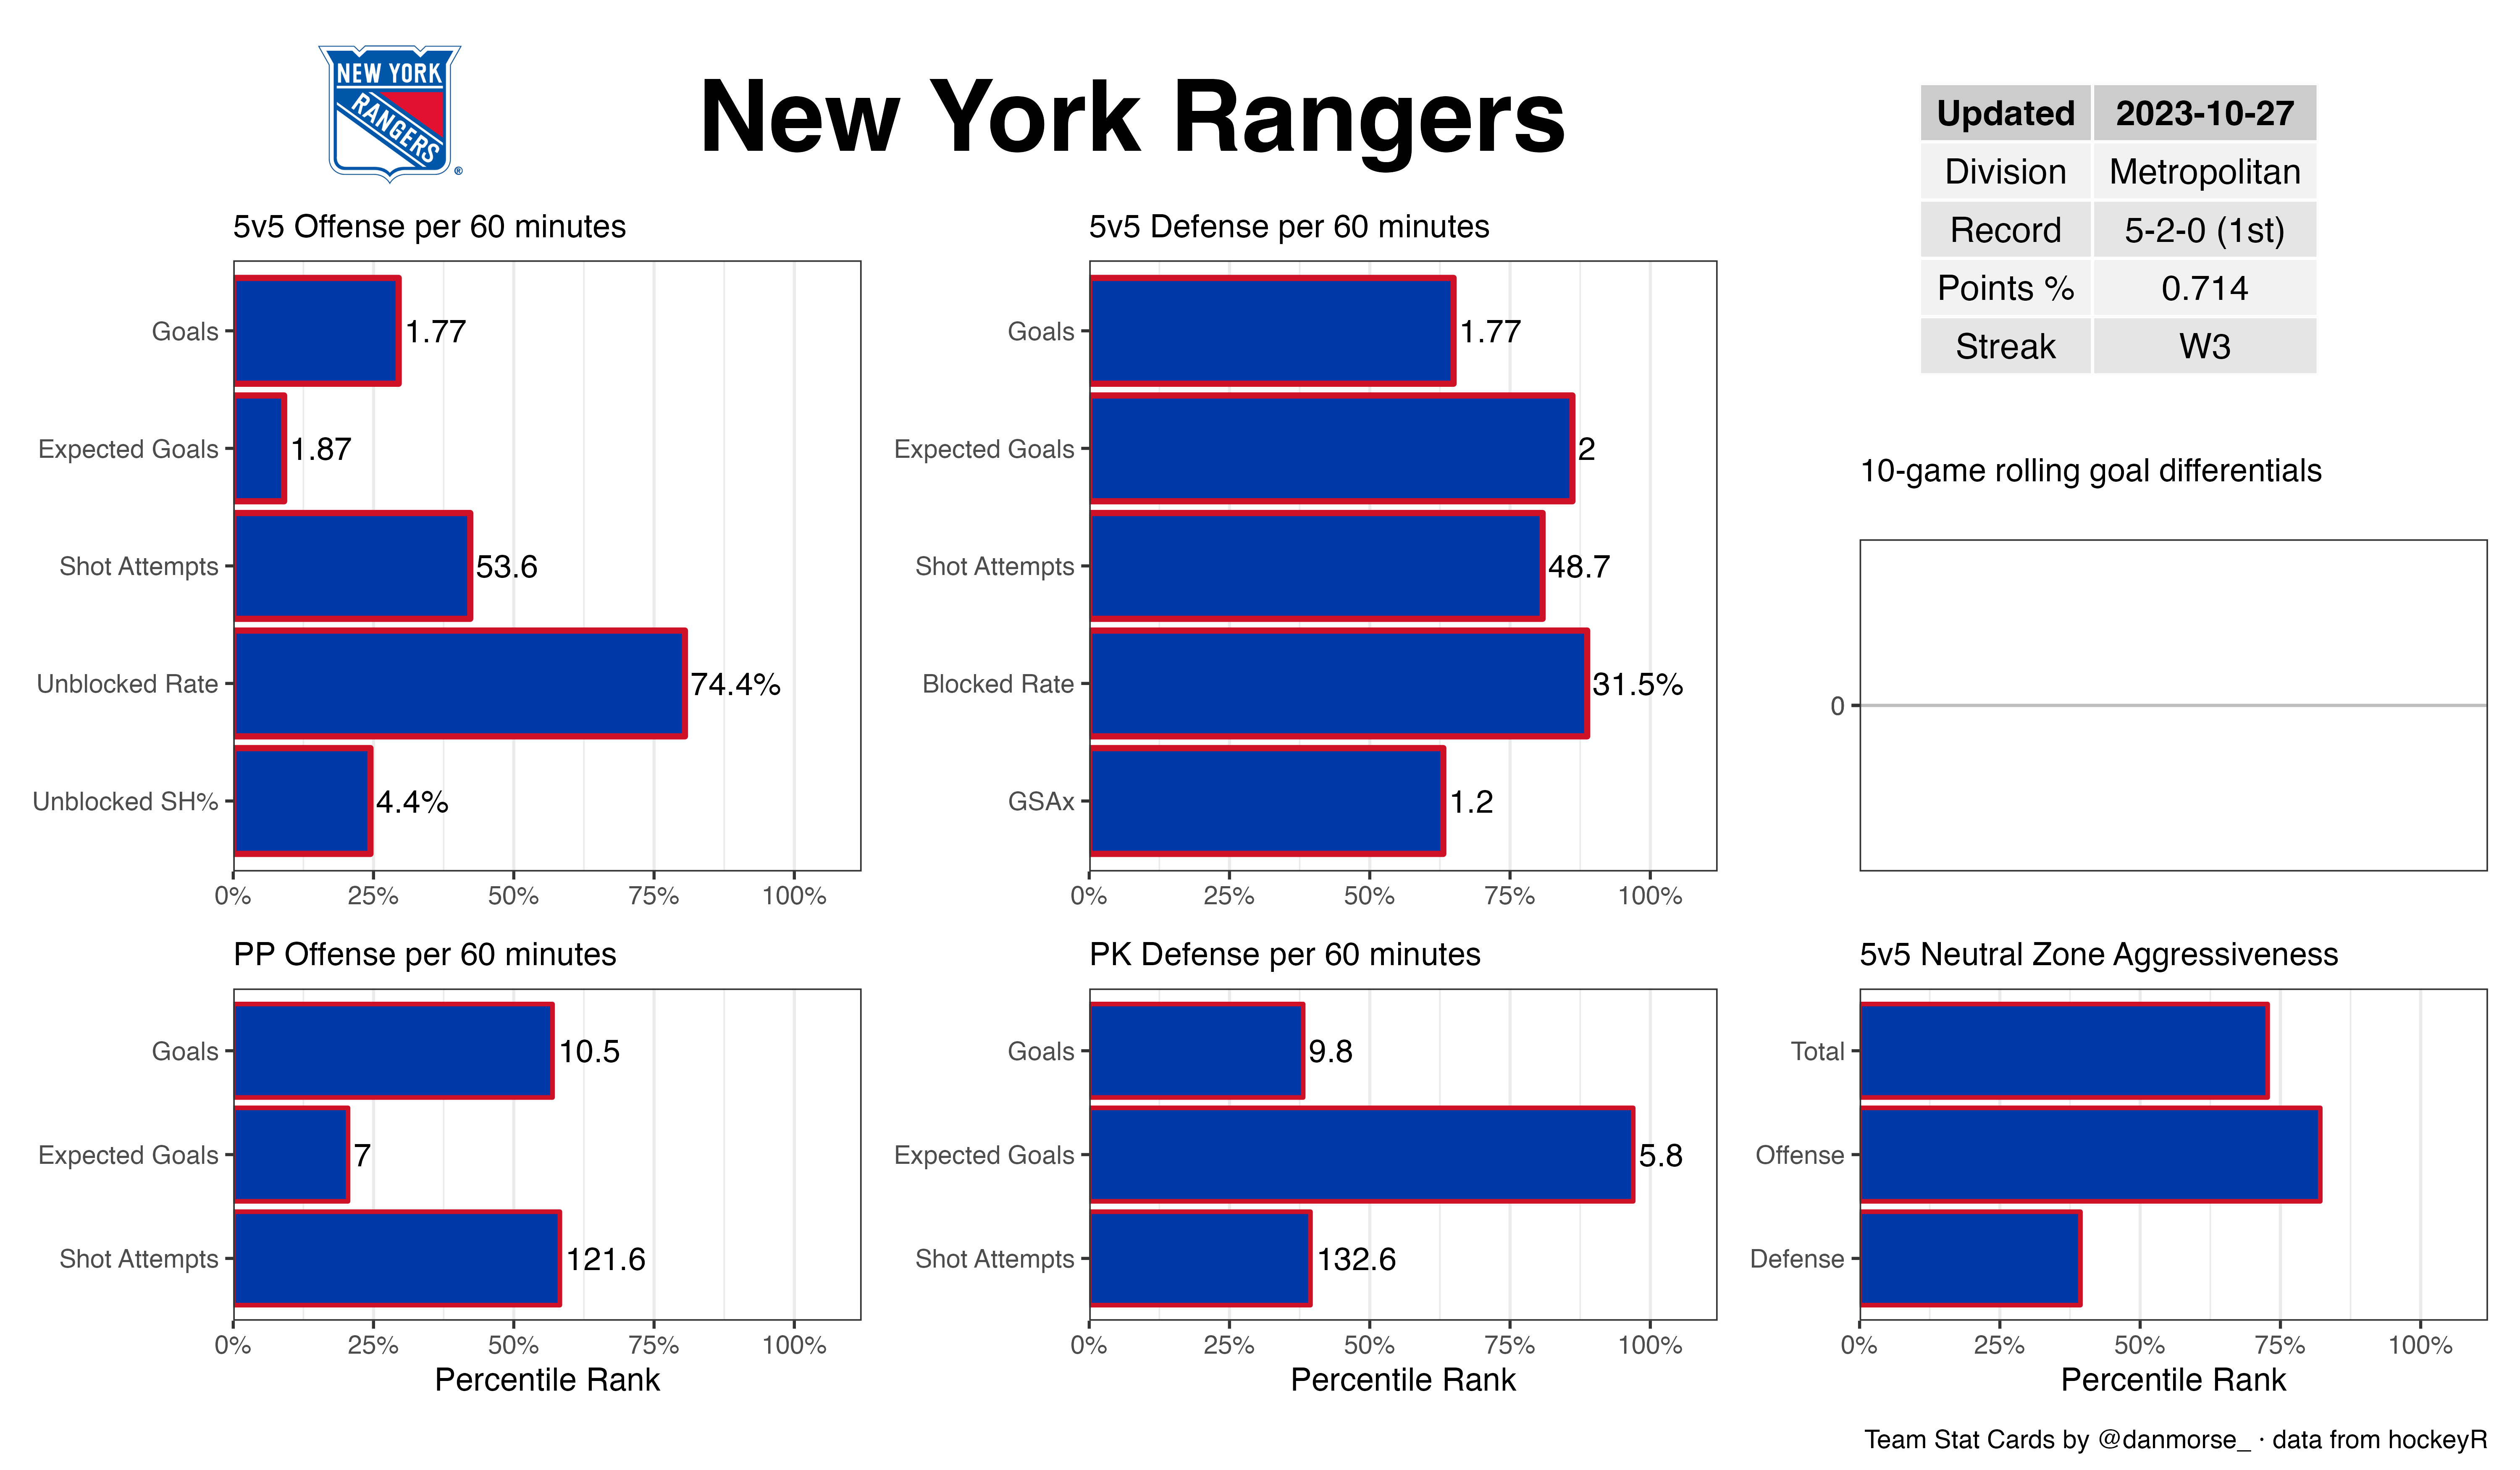 NEW YORK
RANGERS
®
New York Rangers
Updated 2023-10-27
Division Metropolitan
Record 5-2-0 (1st)
Points % 0.714
Streak W3
5v5 Offense per 60 minutes
Goals 1.77
Expected Goals 1.87
Shot Attempts 53.6
Unblocked Rate 74.4%
Unblocked SH% 4.4%
0% 25% 50% 75% 100%
5v5 Defense per 60 minutes
Goals 1.77
Expected Goals 2
Shot Attempts 48.7
Blocked Rate 31.5%
GSAx 1.2
0% 25% 50% 75% 100%
10-game rolling goal differentials
0
PP Offense per 60 minutes
Goals 10.5
Expected Goals 7
Shot Attempts 121.6
0% 25% 50% 75% 100%
Percentile Rank
PK Defense per 60 minutes
Goals 9.8
Expected Goals 5.8
Shot Attempts 132.6
0% 25% 50% 75% 100%
Percentile Rank
5v5 Neutral Zone Aggressiveness
Total
Offense
Defense
0% 25% 50% 75% 100%
Percentile Rank
Team Stat Cards by @danmorse_ · data from hockeyR